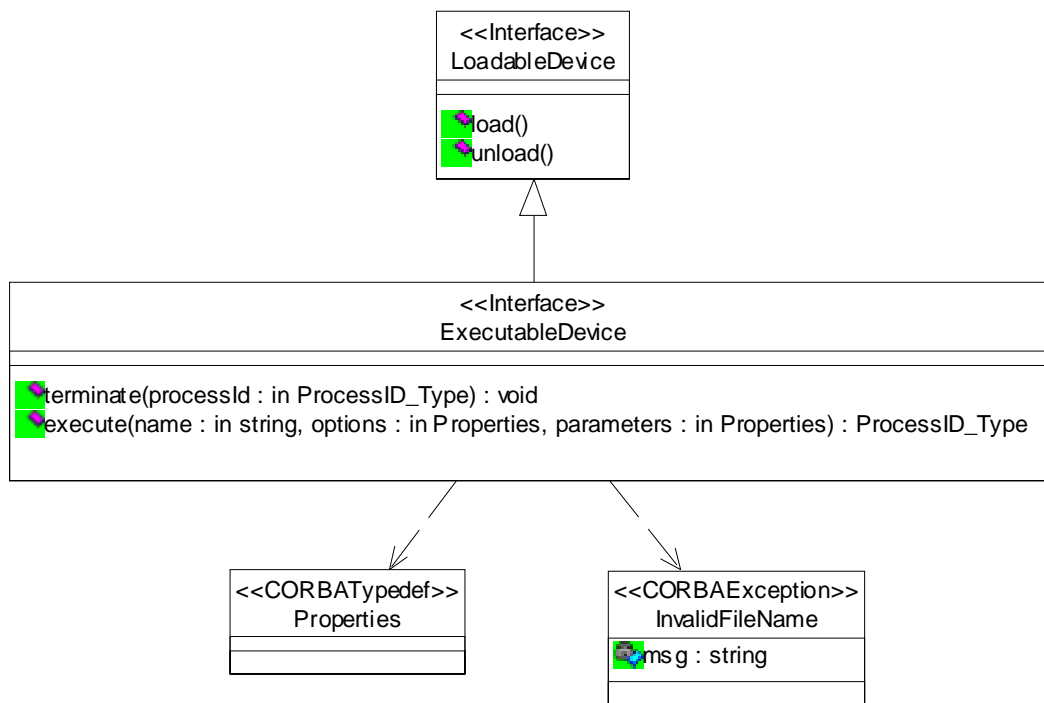 <<Interface>>
LoadableDevice
load()
unload()
<<Interface>>
ExecutableDevice
terminate(processId : in ProcessID_Type) : void
execute(name : in string, options : in Properties, parameters : in Properties) : ProcessID_Type
<<CORBATypedef>>
Properties
<<CORBAException>>
InvalidFileName
msg : string